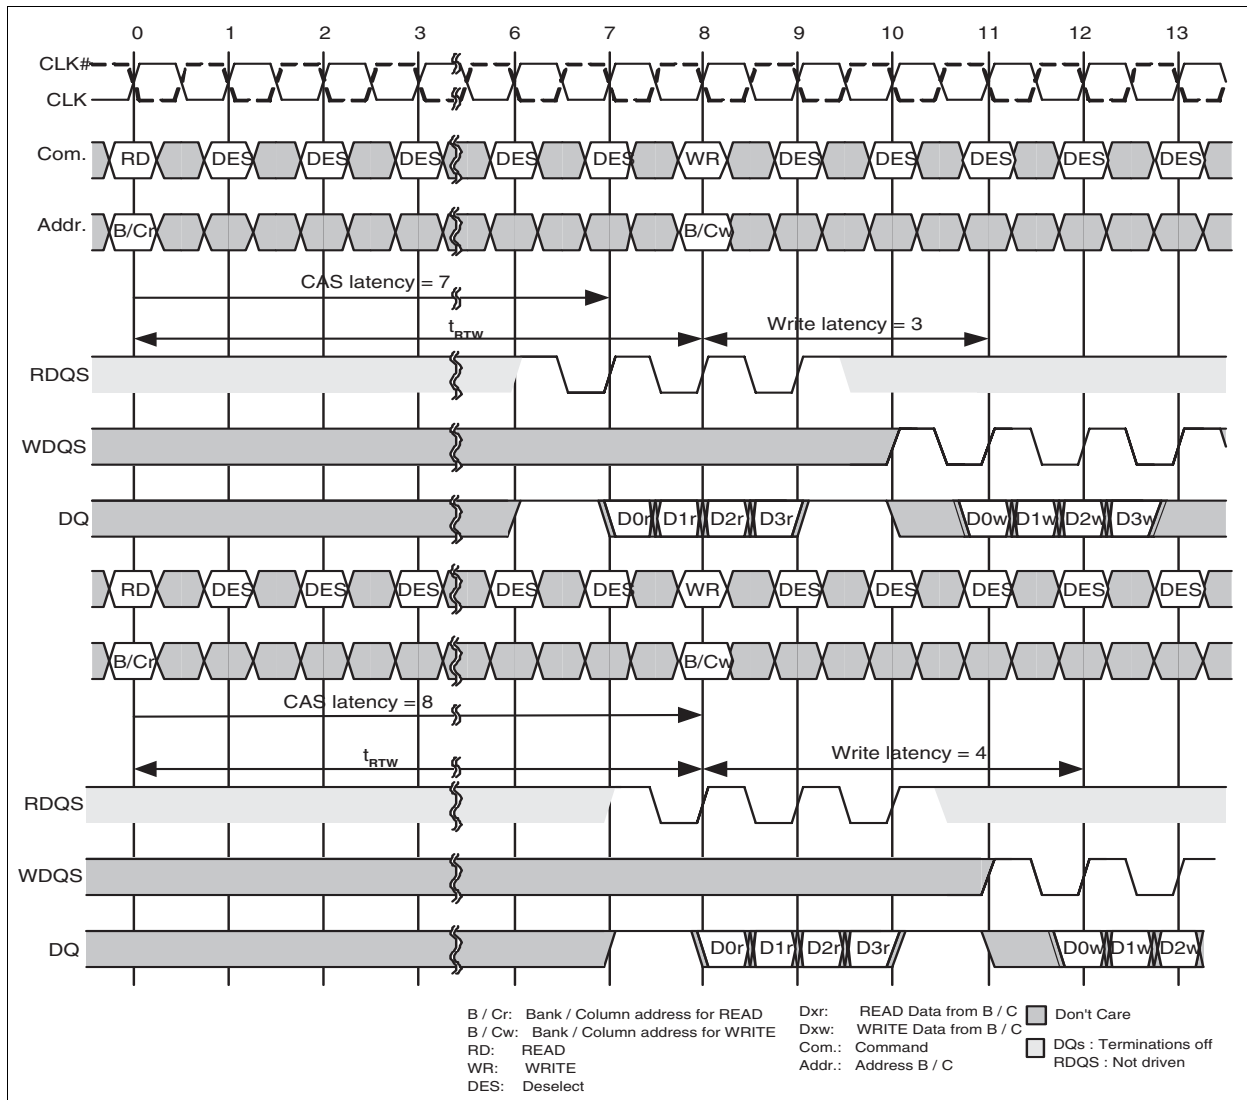 0 1 2 3 6 7 8 9 10 11 12 13
CLK#
CLK
Com. RD DES DES DES DES DES WR DES DES DES DES DES
Addr. B/Cr B/Cw
CAS latency = 7
tRTW Write latency = 3
RDQS
WDQS
DQ D0r D1r D2r D3r D0w D1w D2w D3w
RD DES DES DES DES DES WR DES DES DES DES DES
B/Cr B/Cw
CAS latency = 8
tRTW Write latency = 4
RDQS
WDQS
DQ D0r D1r D2r D3r D0w D1w D2w
B / Cr: Bank / Column address for READ
B / Cw: Bank / Column address for WRITE
RD: READ
WR: WRITE
DES: Deselect
Dxr: READ Data from B / C
Dxw: WRITE Data from B / C
Com.: Command
Addr.: Address B / C
Don't Care
DQs : Terminations off
RDQS : Not driven